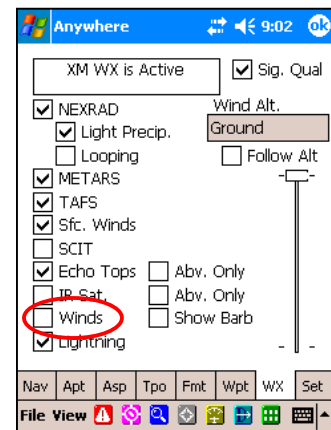 Anywhere 9:02 ok
XM WX is Active
Sig. Qual
NEXRAD
Wind Alt.
Light Precip.
Ground
Looping
Follow Alt
METARS
TAFS
Sfc. Winds
SCIT
Echo Tops Abv. Only
IR Sat. Abv. Only
Winds Show Barb
Lightning
Nav Apt Asp Tpo Fmt Wpt WX Set
File View